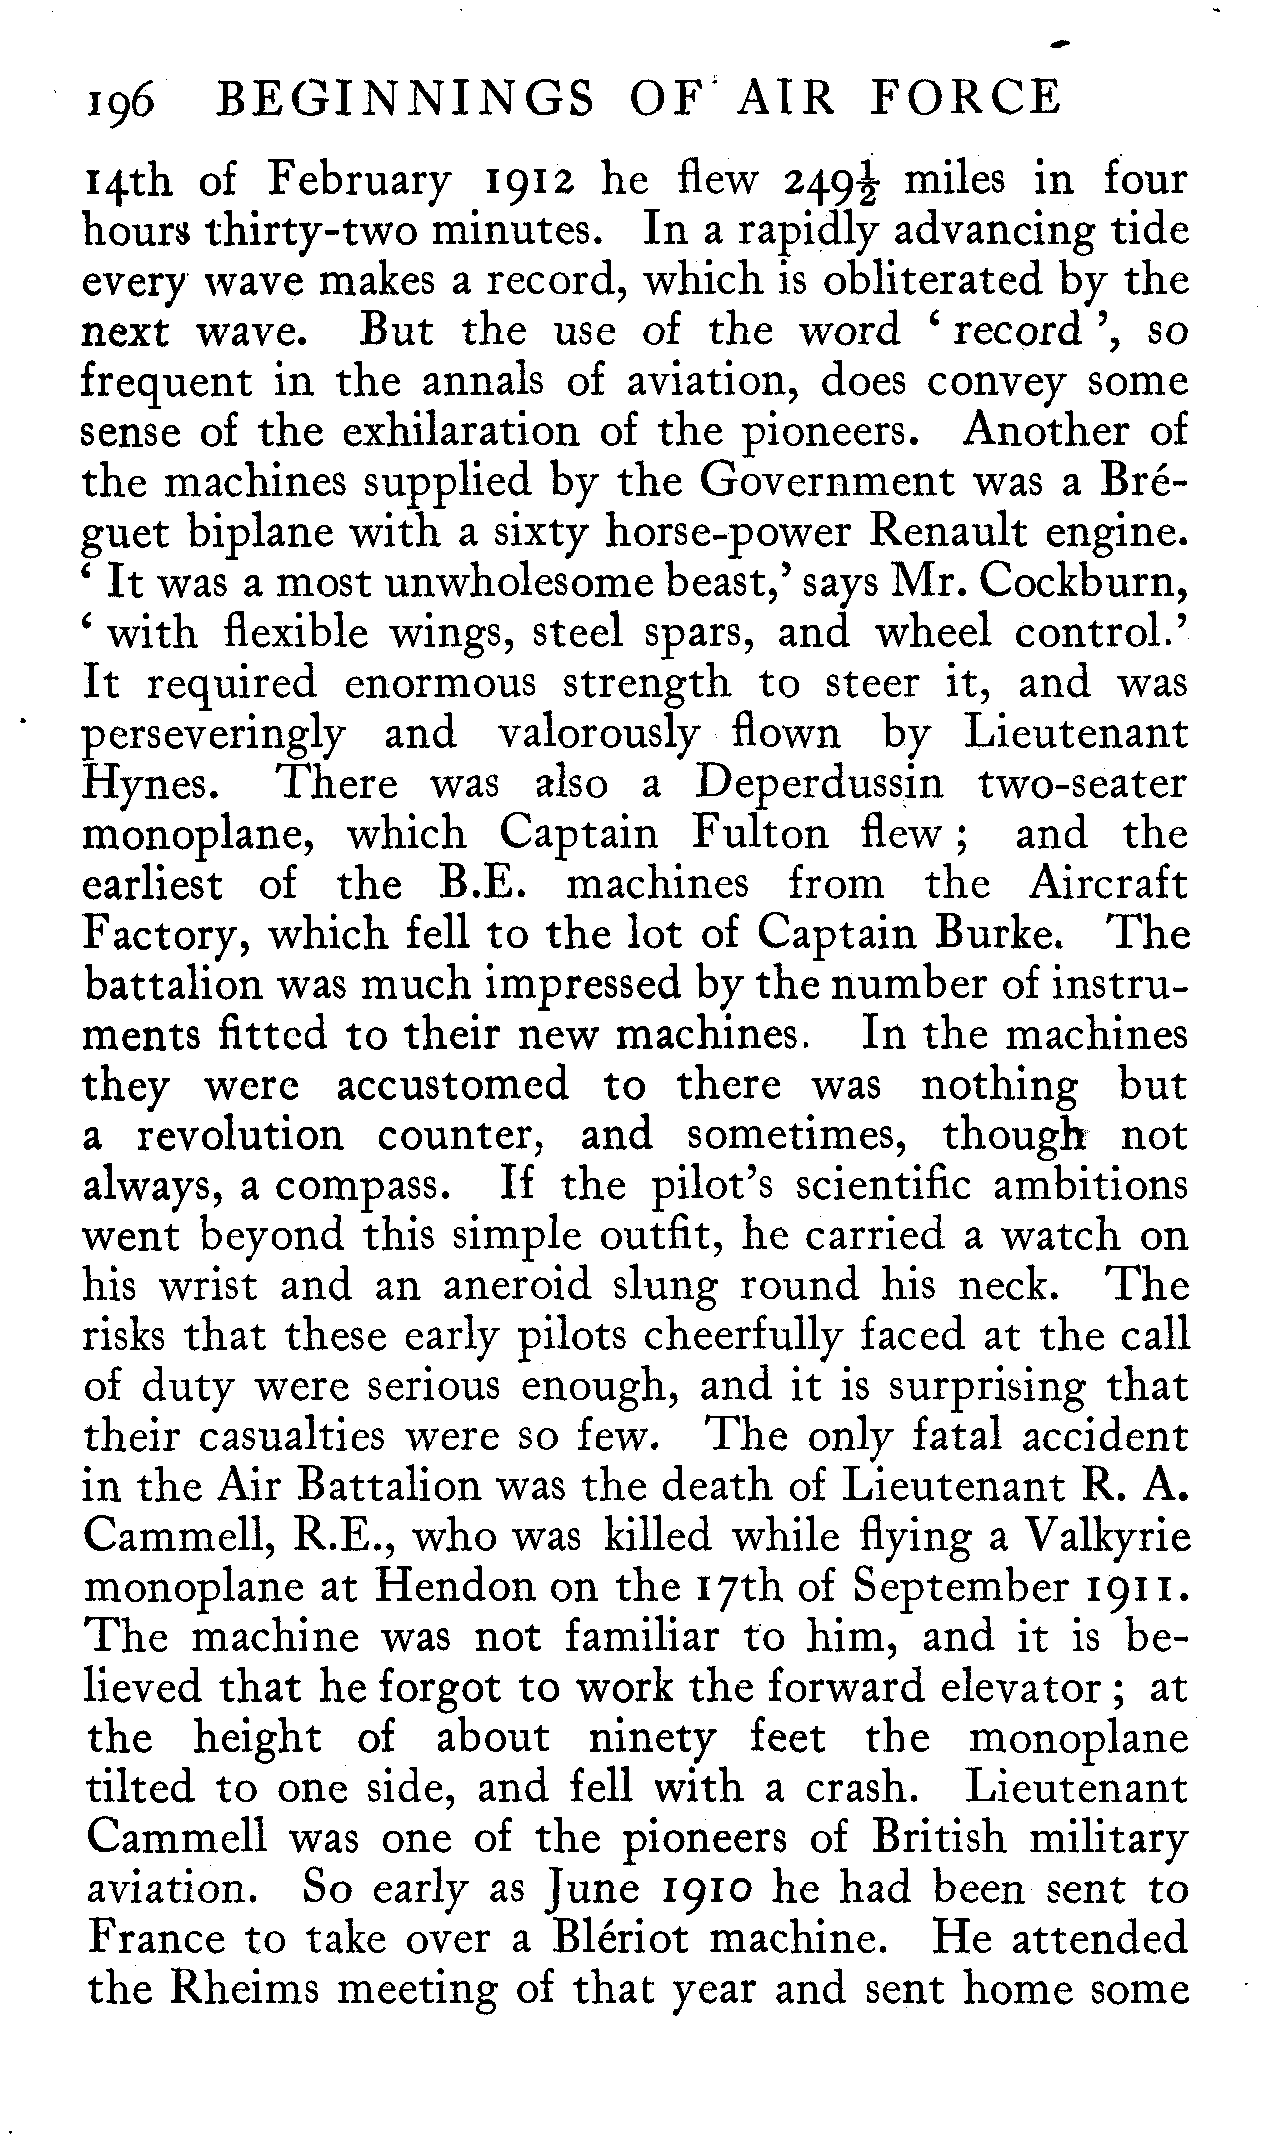 196 BEGINNINGS OF AIR FORCE
14th of February 1912 he flew 249½ miles in four
hours thirty-two minutes. In a rapidly advancing tide
every wave makes a record, which is obliterated by the
next wave. But the use of the word ‘ record ’, so
frequent in the annals of aviation, does convey some
sense of the exhilaration of the pioneers. Another of
the machines supplied by the Government was a Bré-
guet biplane with a sixty horse-power Renault engine.
‘ It was a most unwholesome beast,’ says Mr. Cockburn,
‘ with flexible wings, steel spars, and wheel control.’
It required enormous strength to steer it, and was
perseveringly and valorously flown by Lieutenant
Hynes. There was also a Deperdussin two-seater
monoplane, which Captain Fulton flew ; and the
earliest of the B.E. machines from the Aircraft
Factory, which fell to the lot of Captain Burke. The
battalion was much impressed by the number of instru-
ments fitted to their new machines. In the machines
they were accustomed to there was nothing but
a revolution counter, and sometimes, though not
always, a compass. If the pilot’s scientific ambitions
went beyond this simple outfit, he carried a watch on
his wrist and an aneroid slung round his neck. The
risks that these early pilots cheerfully faced at the call
of duty were serious enough, and it is surprising that
their casualties were so few. The only fatal accident
in the Air Battalion was the death of Lieutenant R. A.
Cammell, R.E., who was killed while flying a Valkyrie
monoplane at Hendon on the 17th of September 1911.
The machine was not familiar to him, and it is be-
lieved that he forgot to work the forward elevator ; at
the height of about ninety feet the monoplane
tilted to one side, and fell with a crash. Lieutenant
Cammell was one of the pioneers of British military
aviation. So early as June 1910 he had been sent to
France to take over a Blériot machine. He attended
the Rheims meeting of that year and sent home some